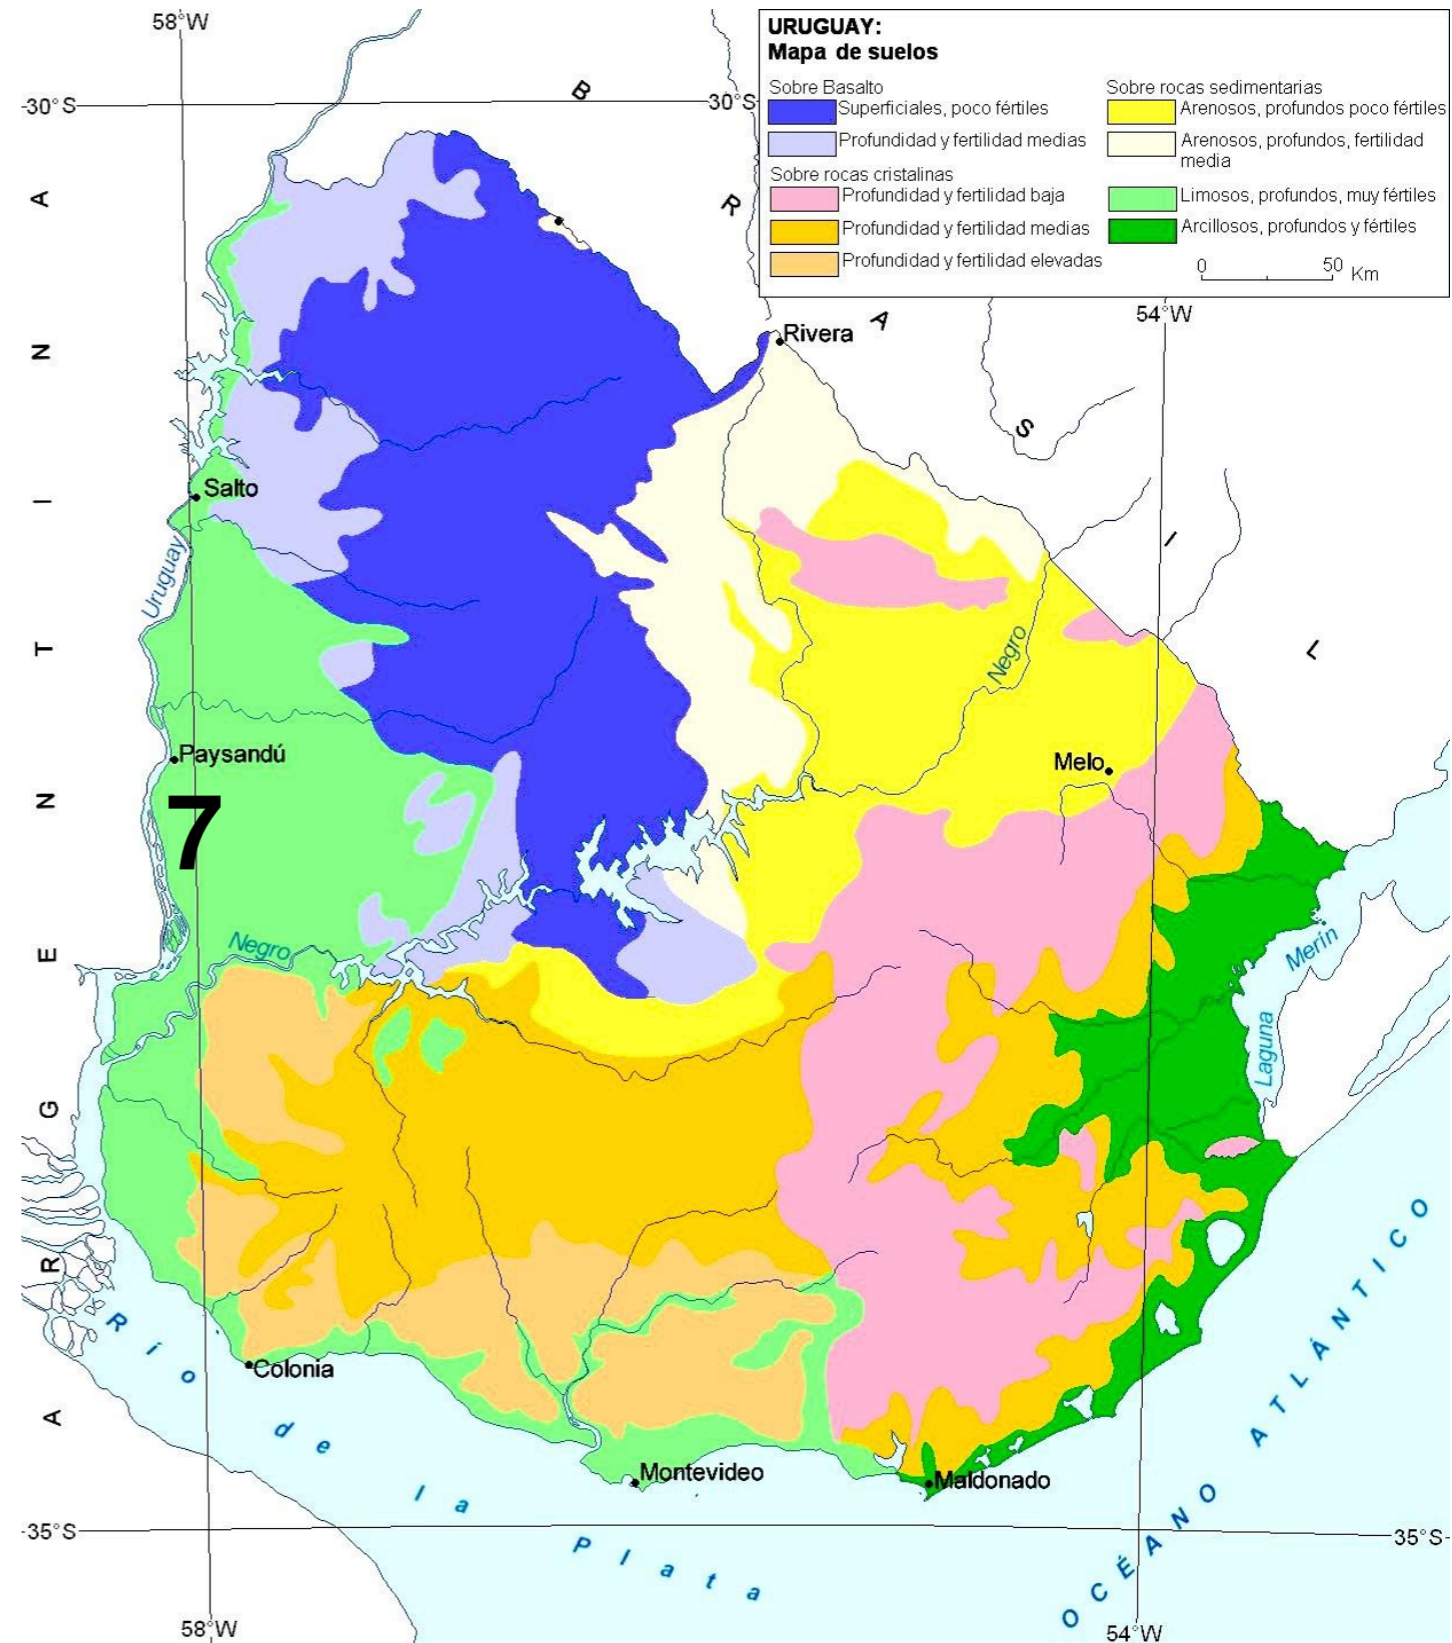 58°W
URUGUAY:
Mapa de suelos
Sobre Basalto
Superficiales, poco fértiles
Profundidad y fertilidad medias
Sobre rocas cristalinas
Profundidad y fertilidad baja
Profundidad y fertilidad medias
Profundidad y fertilidad elevadas
Sobre rocas sedimentarias
Arenosos, profundos poco fértiles
Arenosos, profundos, fertilidad
media
Limosos, profundos, muy fértiles
Arcillosos, profundos y fértiles
0 50 Km
-30°S
-30°S
54°W
BRASIL
ARGENTINA
Rivera
Salto
Uruguay
Negro
Paysandú
Melo
7
Negro
Laguna Merín
Colonia
Montevideo
Maldonado
Río de la Plata
OCÉANO ATLÁNTICO
-35°S
35°S
58°W
54°W